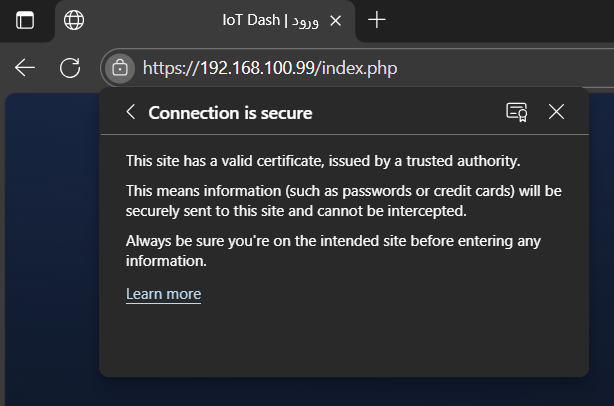 ورود | IoT Dash
https://192.168.100.99/index.php
Connection is secure
This site has a valid certificate, issued by a trusted authority.
This means information (such as passwords or credit cards) will be
securely sent to this site and cannot be intercepted.
Always be sure you're on the intended site before entering any
information.
Learn more